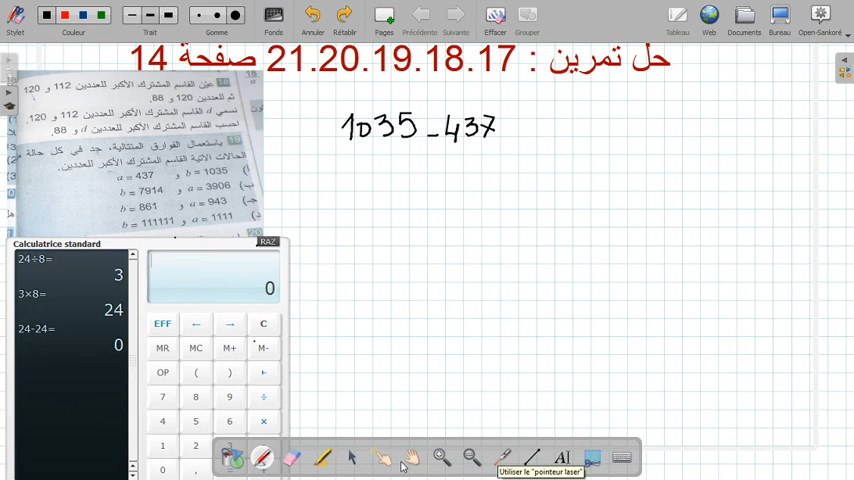 Stylet
Couleur
Trait
Gomme
Fonds
Annuler
Rétablir
Pages
Précédente
Suivante
Effacer
Grouper
Tableau
Web
Documents
Bureau
Open-Sankoré
حل تمرين : 21.20.19.18.17 صفحة 14
عيّن القاسم المشترك الأكبر للعددين 112 و 120
ثم للعددين 120 و 88.
نسمي d القاسم المشترك الأكبر للعددين 112 و 120.
احسب القاسم المشترك الأكبر للعددين d و 88.
باستعمال الفوارق المتتالية، جد في كل حالة من
الحالات الآتية القاسم المشترك الأكبر للعددين.
أ) b = 1035 و a = 437
ب) a = 3906 و b = 7914
جـ) a = 943 و b = 861
د) a = 1111 و b = 111111
20
1035 - 437
Calculatrice standard
RAZ
24÷8=
3
3×8=
24
24-24=
0
0
EFF ← → C
MR MC M+ M-
OP ( ) +
7 8 9 ÷
4 5 6 ×
1 2 3
0 ,
Utiliser le "pointeur laser"